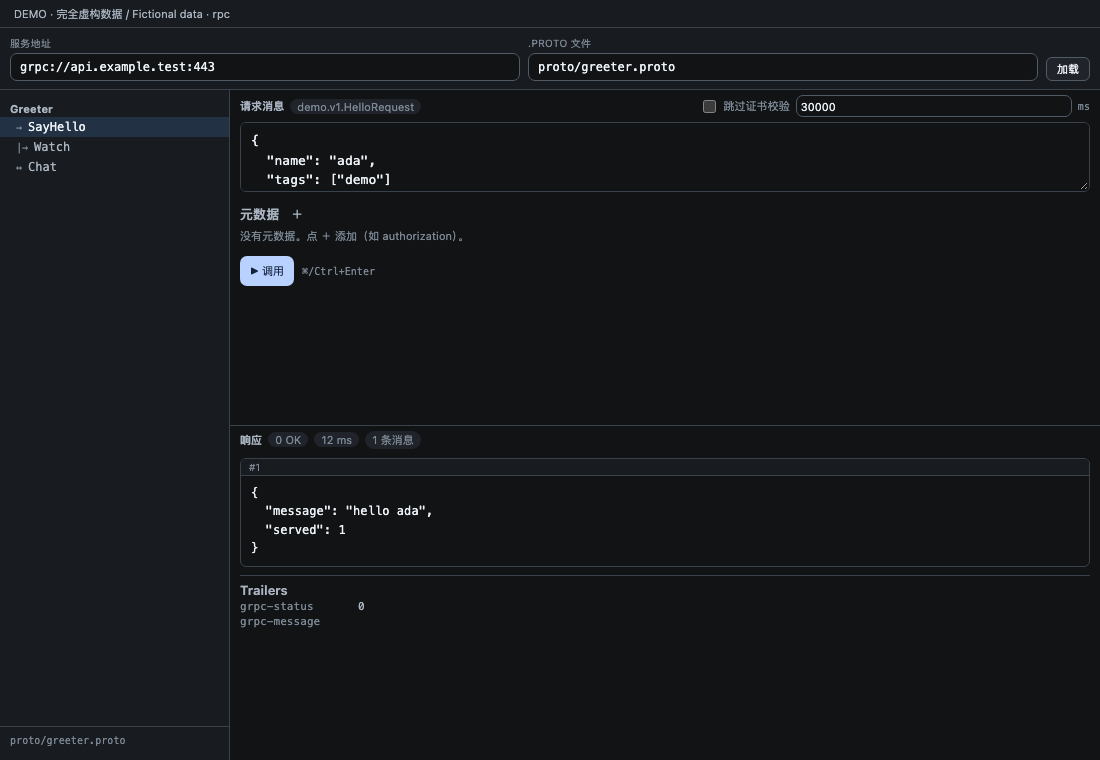 DEMO · 完全虚构数据 / Fictional data · rpc
服务地址
grpc://api.example.test:443
.PROTO 文件
proto/greeter.proto
加载
Greeter
→ SayHello
|→ Watch
↔ Chat
proto/greeter.proto
请求消息 demo.v1.HelloRequest
跳过证书校验 30000 ms
{
"name": "ada",
"tags": ["demo"]
元数据 +
没有元数据。点 + 添加（如 authorization）。
▶ 调用 ⌘/Ctrl+Enter
响应 0 OK 12 ms 1 条消息
#1
{
"message": "hello ada",
"served": 1
}
Trailers
grpc-status 0
grpc-message